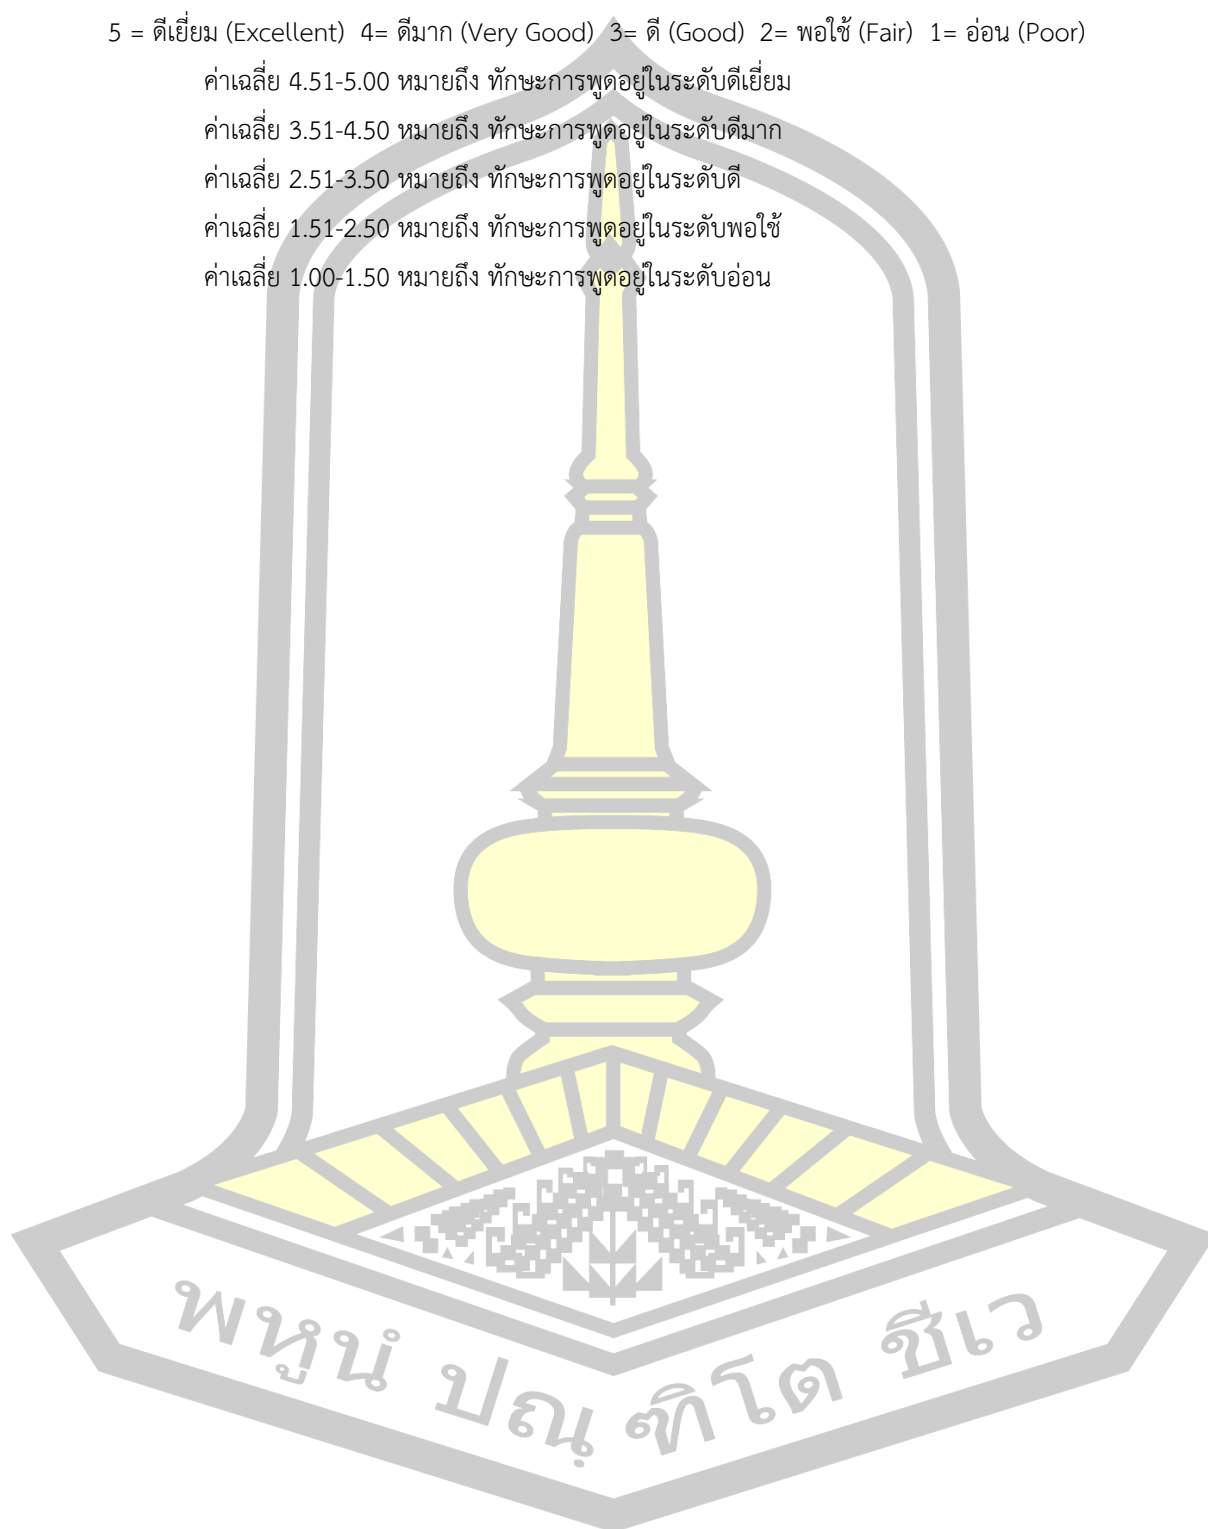 5 = ดีเยี่ยม (Excellent) 4= ดีมาก (Very Good) 3= ดี (Good) 2= พอใช้ (Fair) 1= อ่อน (Poor)
ค่าเฉลี่ย 4.51-5.00 หมายถึง ทักษะการพูดอยู่ในระดับดีเยี่ยม
ค่าเฉลี่ย 3.51-4.50 หมายถึง ทักษะการพูดอยู่ในระดับดีมาก
ค่าเฉลี่ย 2.51-3.50 หมายถึง ทักษะการพูดอยู่ในระดับดี
ค่าเฉลี่ย 1.51-2.50 หมายถึง ทักษะการพูดอยู่ในระดับพอใช้
ค่าเฉลี่ย 1.00-1.50 หมายถึง ทักษะการพูดอยู่ในระดับอ่อน
พหูนํ ปณฺ ฑิโต ชีเว